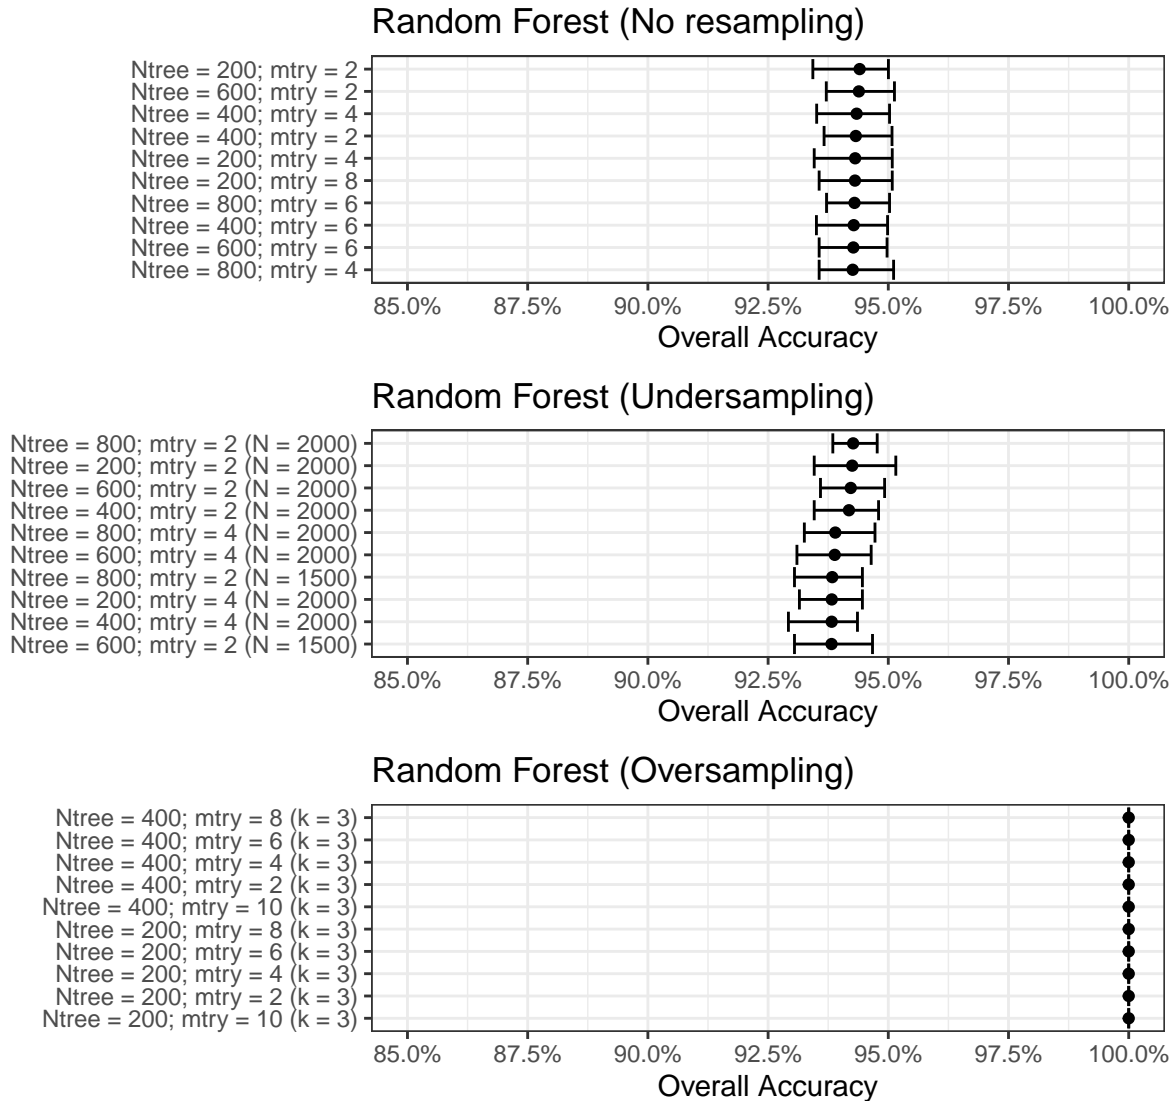 Random Forest (No resampling)
Ntree = 200; mtry = 2
Ntree = 600; mtry = 2
Ntree = 400; mtry = 4
Ntree = 400; mtry = 2
Ntree = 200; mtry = 4
Ntree = 200; mtry = 8
Ntree = 800; mtry = 6
Ntree = 400; mtry = 6
Ntree = 600; mtry = 6
Ntree = 800; mtry = 4
85.0% 87.5% 90.0% 92.5% 95.0% 97.5% 100.0%
Overall Accuracy
Random Forest (Undersampling)
Ntree = 800; mtry = 2 (N = 2000)
Ntree = 200; mtry = 2 (N = 2000)
Ntree = 600; mtry = 2 (N = 2000)
Ntree = 400; mtry = 2 (N = 2000)
Ntree = 800; mtry = 4 (N = 2000)
Ntree = 600; mtry = 4 (N = 2000)
Ntree = 800; mtry = 2 (N = 1500)
Ntree = 200; mtry = 4 (N = 2000)
Ntree = 400; mtry = 4 (N = 2000)
Ntree = 600; mtry = 2 (N = 1500)
85.0% 87.5% 90.0% 92.5% 95.0% 97.5% 100.0%
Overall Accuracy
Random Forest (Oversampling)
Ntree = 400; mtry = 8 (k = 3)
Ntree = 400; mtry = 6 (k = 3)
Ntree = 400; mtry = 4 (k = 3)
Ntree = 400; mtry = 2 (k = 3)
Ntree = 400; mtry = 10 (k = 3)
Ntree = 200; mtry = 8 (k = 3)
Ntree = 200; mtry = 6 (k = 3)
Ntree = 200; mtry = 4 (k = 3)
Ntree = 200; mtry = 2 (k = 3)
Ntree = 200; mtry = 10 (k = 3)
85.0% 87.5% 90.0% 92.5% 95.0% 97.5% 100.0%
Overall Accuracy